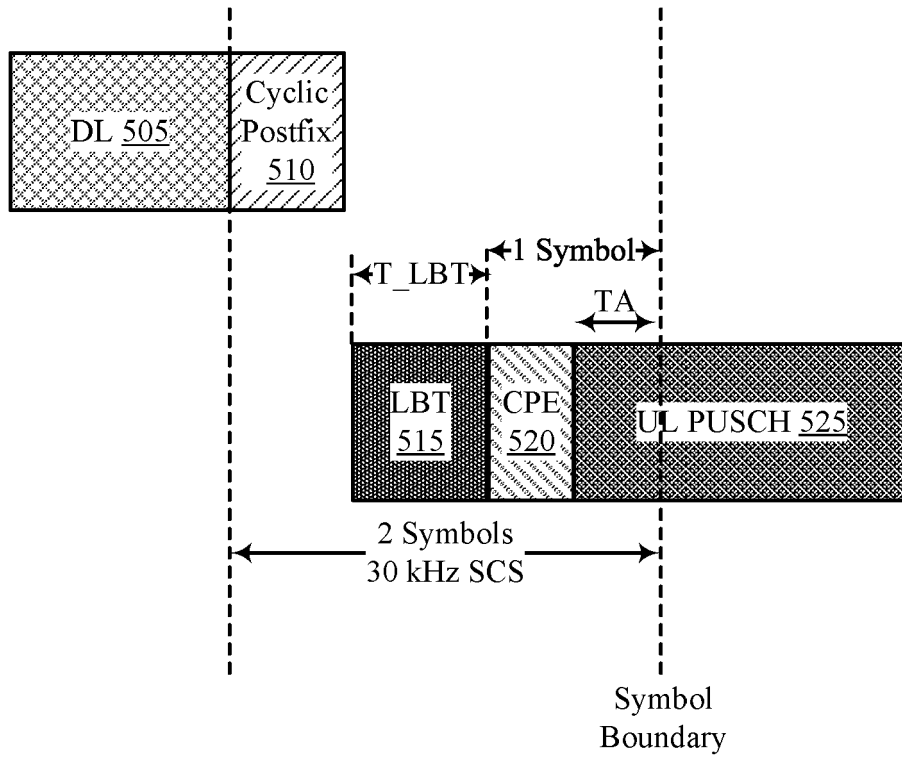 DL 505
Cyclic
Postfix
510
1 Symbol
T_LBT
TA
LBT
515
CPE
520
UL PUSCH 525
2 Symbols
30 kHz SCS
Symbol
Boundary